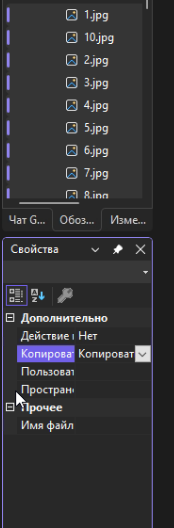 1.jpg
10.jpg
2.jpg
3.jpg
4.jpg
5.jpg
6.jpg
7.jpg
8.jpg
Чат G... Обоз... Изме...
Свойства
Дополнительно
Действие Нет
Копироват Копироват
Пользоват
Простран
Прочее
Имя файл